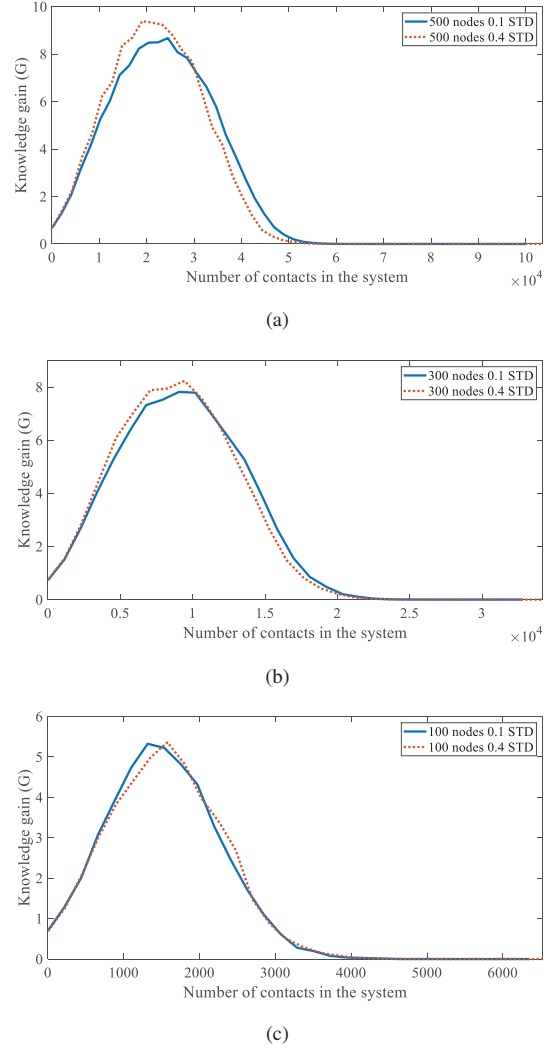 10
8
6
4
2
0
Knowledge gain (G)
500 nodes 0.1 STD
500 nodes 0.4 STD
0 1 2 3 4 5 6 7 8 9 10
Number of contacts in the system
×10⁴
(a)
8
6
4
2
0
Knowledge gain (G)
300 nodes 0.1 STD
300 nodes 0.4 STD
0 0.5 1 1.5 2 2.5 3
Number of contacts in the system
×10⁴
(b)
6
5
4
3
2
1
0
Knowledge gain (G)
100 nodes 0.1 STD
100 nodes 0.4 STD
0 1000 2000 3000 4000 5000 6000
Number of contacts in the system
(c)